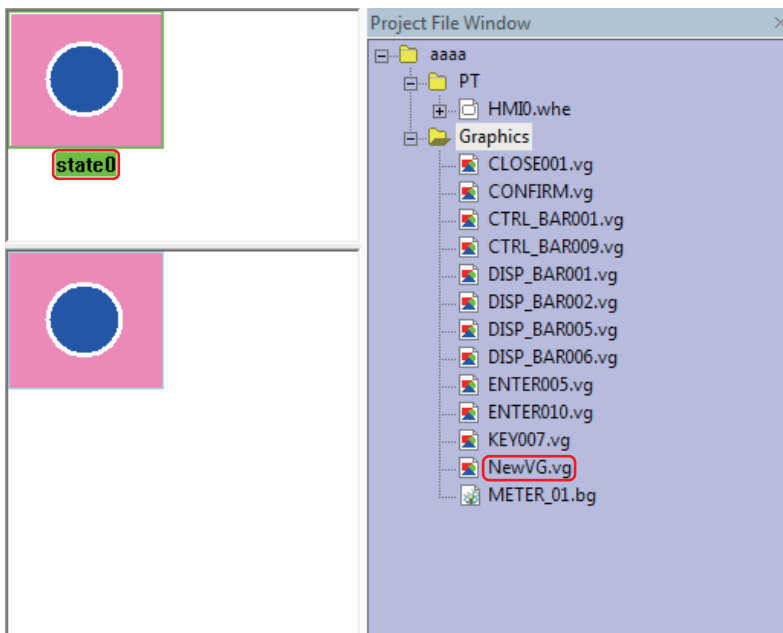 state0
Project File Window
aaaa
PT
HMI0.whe
Graphics
CLOSE001.vg
CONFIRM.vg
CTRL_BAR001.vg
CTRL_BAR009.vg
DISP_BAR001.vg
DISP_BAR002.vg
DISP_BAR005.vg
DISP_BAR006.vg
ENTER005.vg
ENTER010.vg
KEY007.vg
NewVG.vg
METER_01.bg